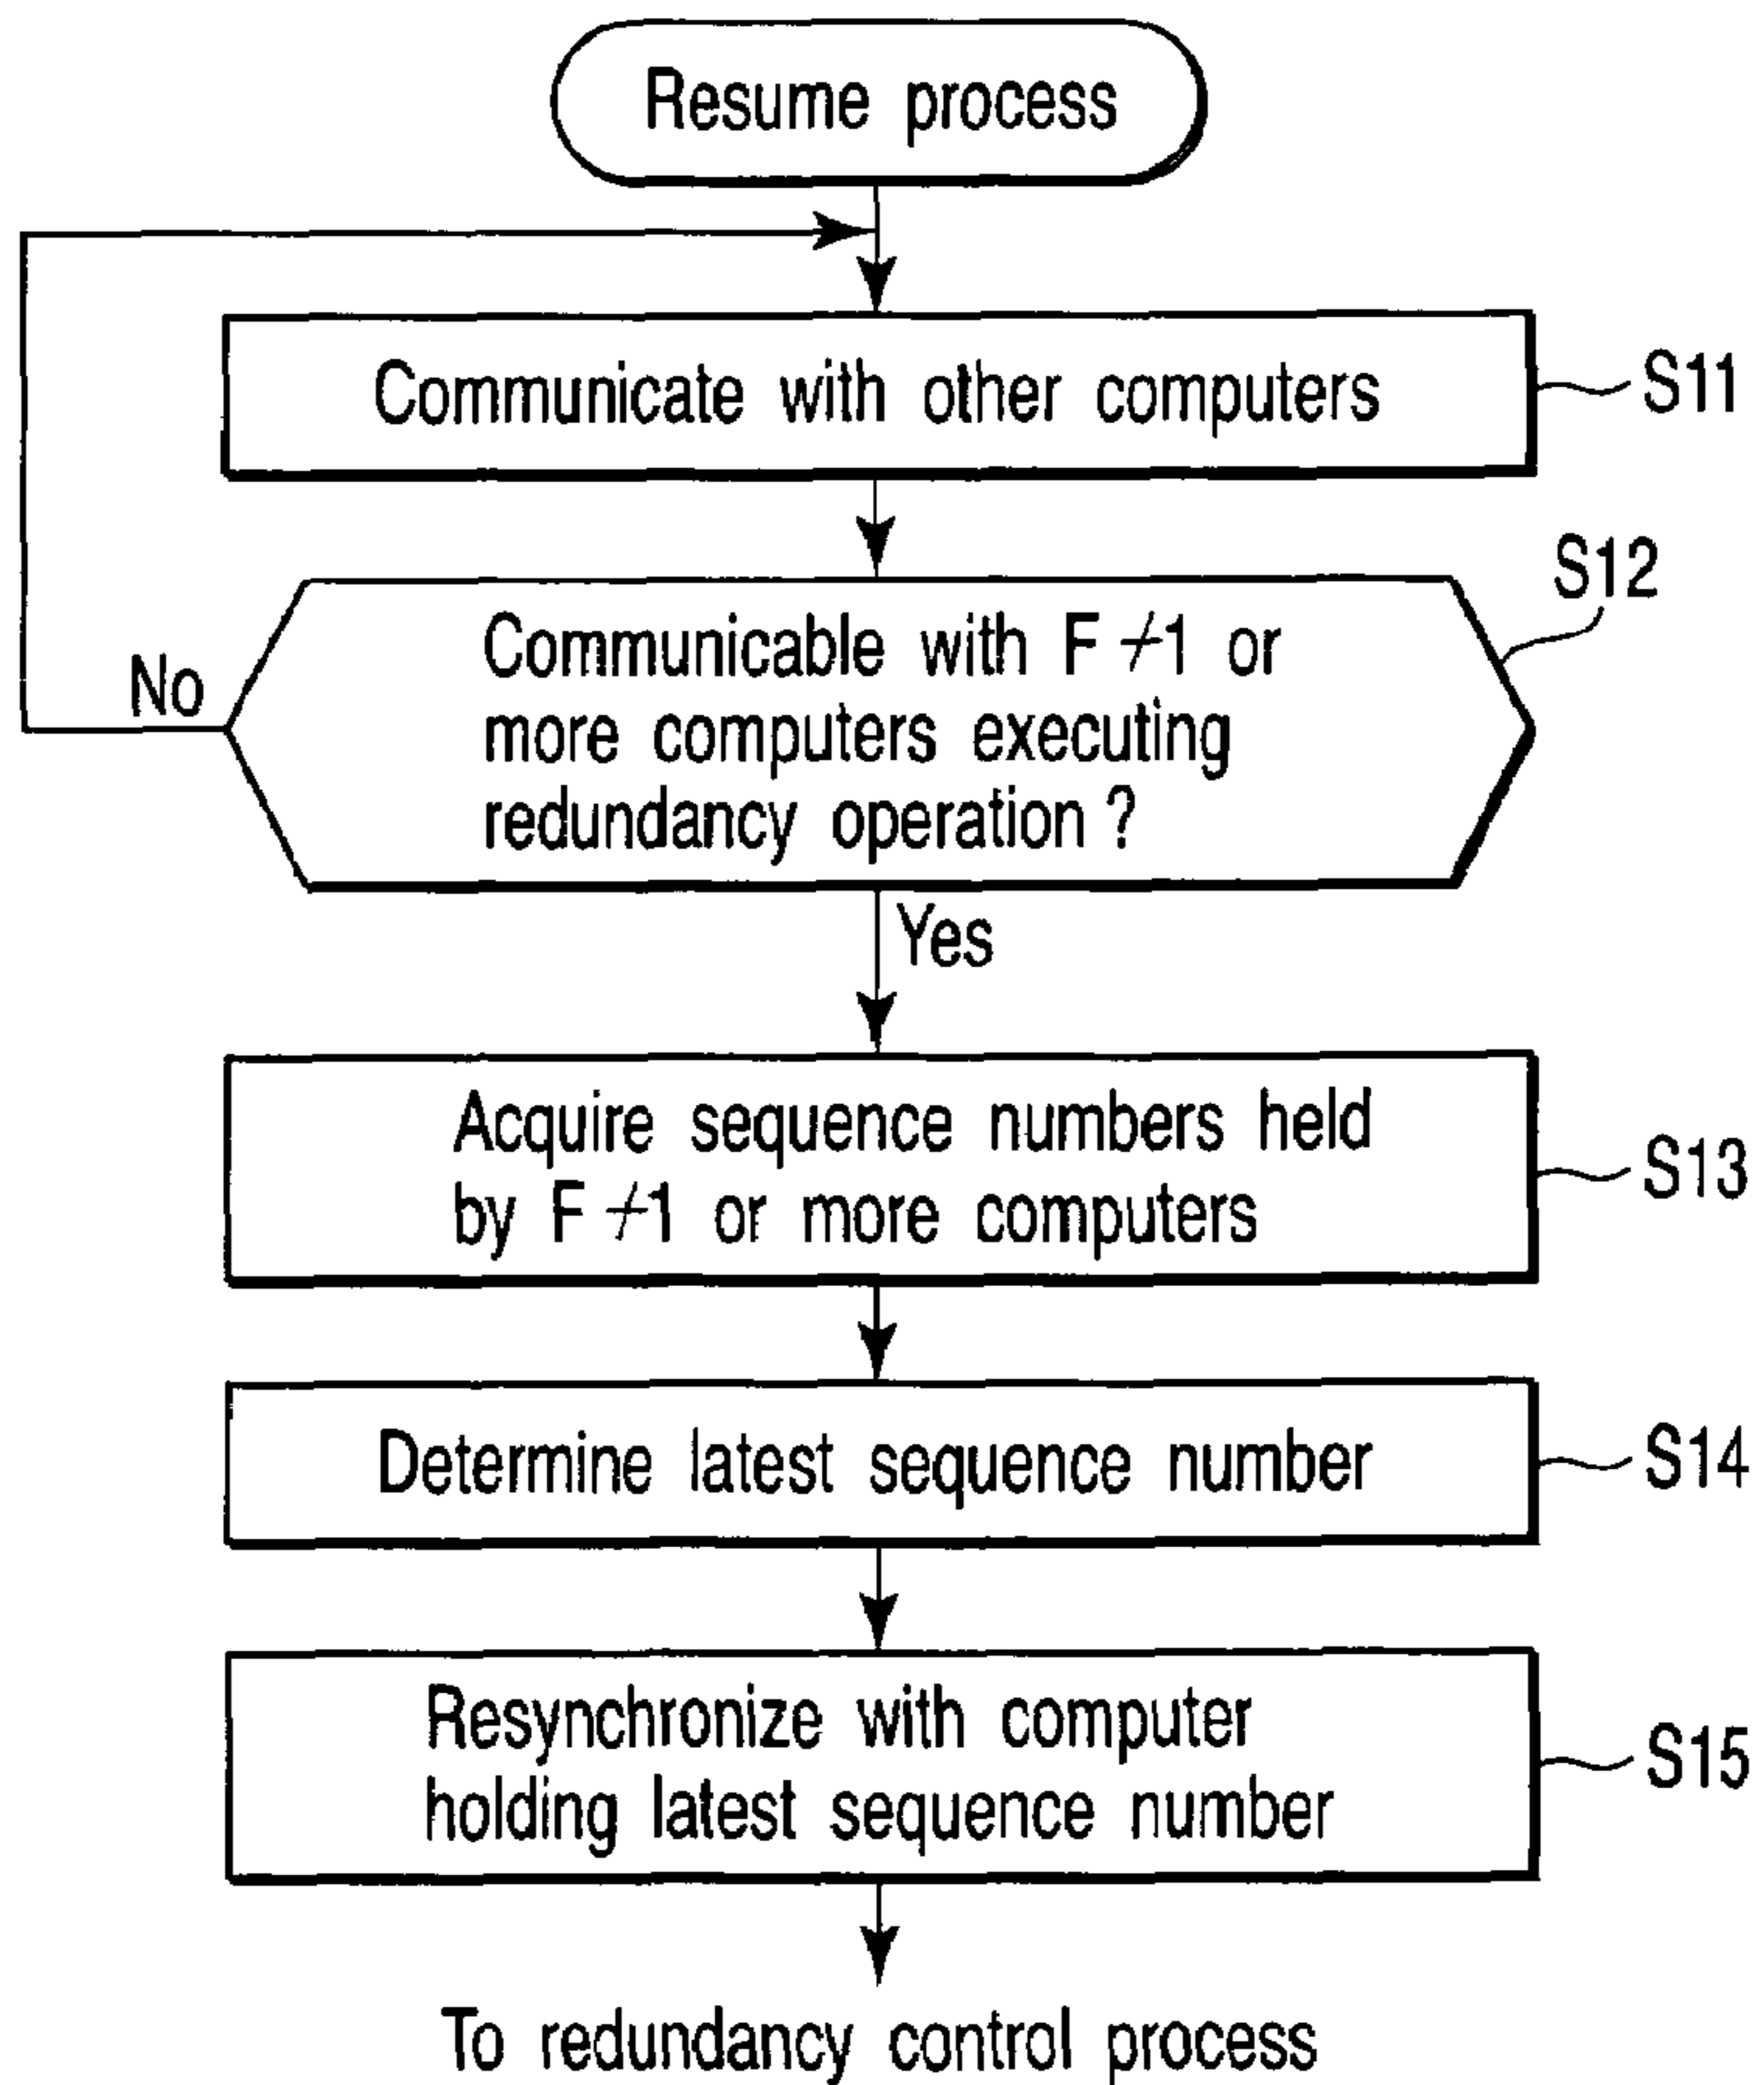 Resume process
Communicate with other computers
S11
S12
Communicable with F+1 or
more computers executing
redundancy operation ?
No
Yes
Acquire sequence numbers held
by F+1 or more computers
S13
Determine latest sequence number
S14
Resynchronize with computer
holding latest sequence number
S15
To redundancy control process